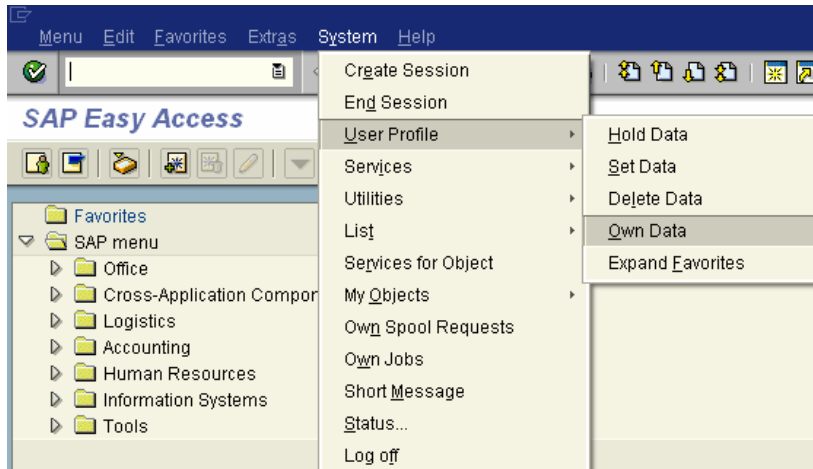 Menu Edit Favorites Extras System Help
SAP Easy Access
Favorites
SAP menu
Office
Cross-Application Compor
Logistics
Accounting
Human Resources
Information Systems
Tools
Create Session
End Session
User Profile
Services
Utilities
List
Services for Object
My Objects
Own Spool Requests
Own Jobs
Short Message
Status...
Log off
Hold Data
Set Data
Delete Data
Own Data
Expand Favorites